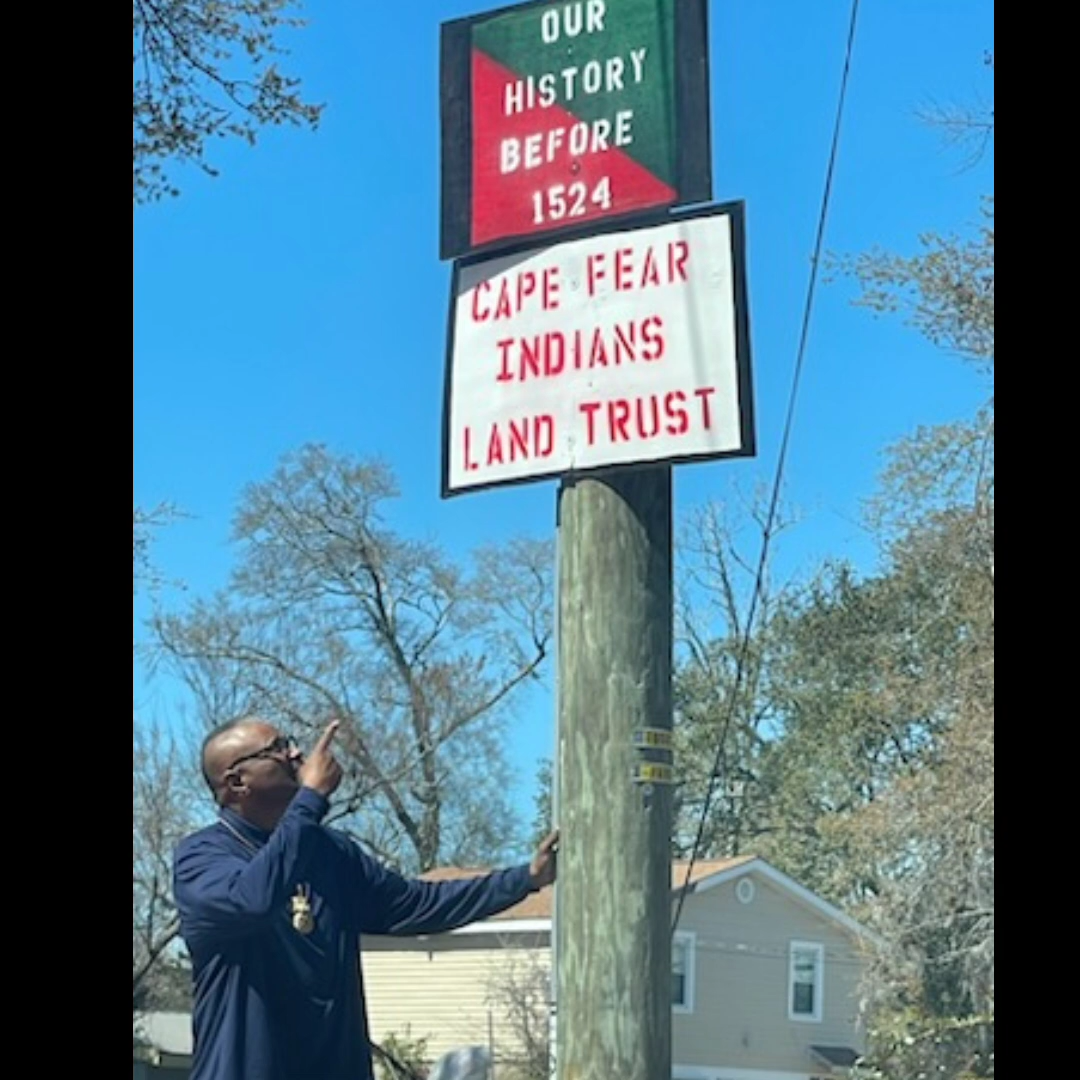 OUR
HISTORY
BEFORE
1524
CAPE FEAR
INDIANS
LAND TRUST